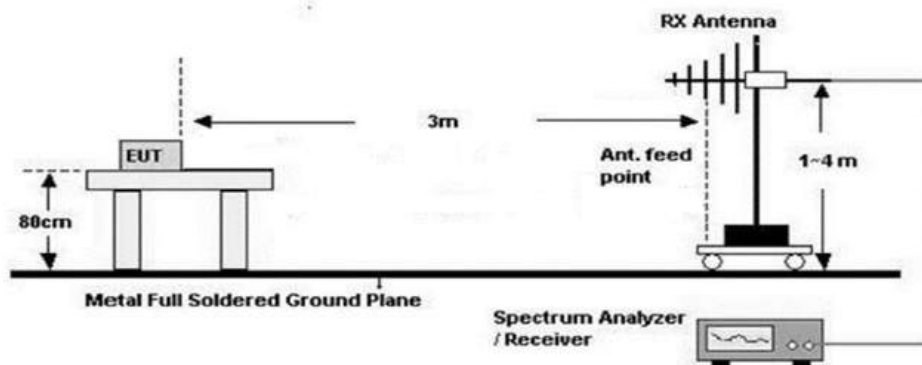 RX Antenna
3m
EUT
Ant. feed
point
1~4 m
80cm
Metal Full Soldered Ground Plane
Spectrum Analyzer
/ Receiver